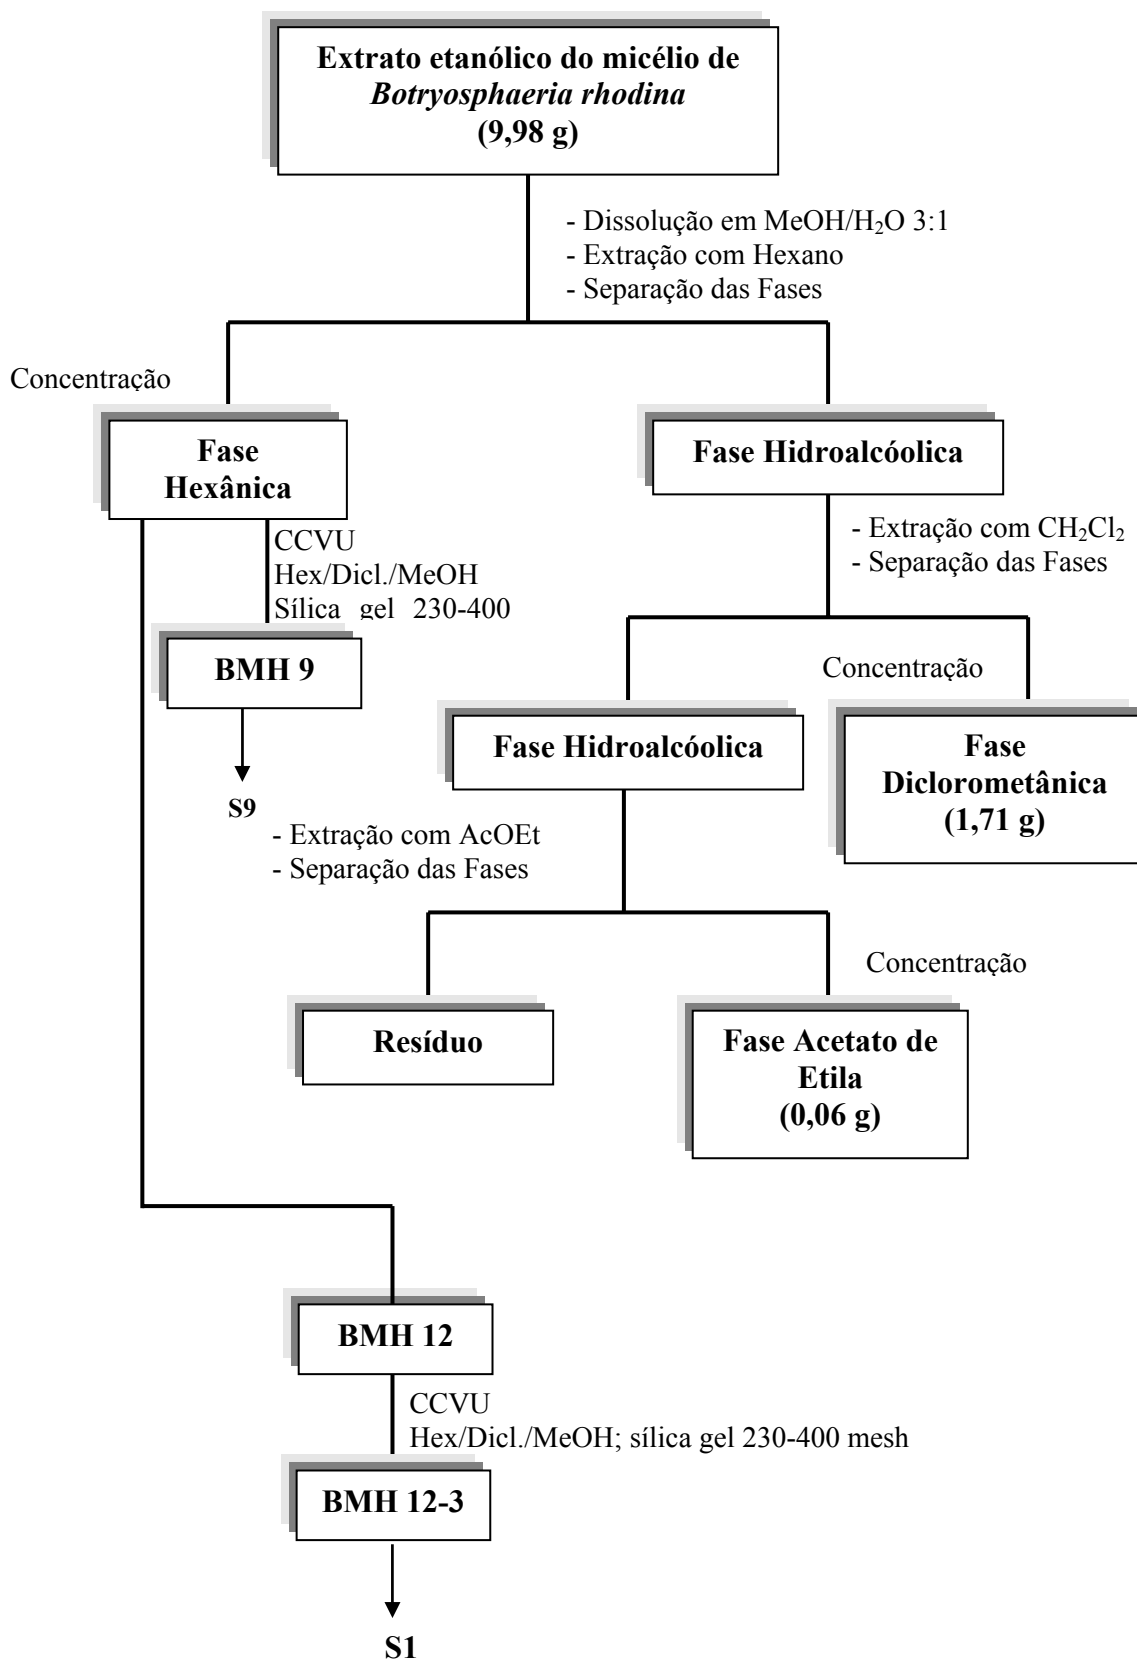 Extrato etanólico do micélio de
Botryosphaeria rhodina
(9,98 g)
- Dissolução em MeOH/H₂O 3:1
- Extração com Hexano
- Separação das Fases
Concentração
Fase
Hexânica
Fase Hidroalcóolica
CCVU
Hex/Dicl./MeOH
Sílica gel 230-400
- Extração com CH₂Cl₂
- Separação das Fases
BMH 9
Concentração
Fase Hidroalcóolica
Fase
Diclorometânica
(1,71 g)
S9
- Extração com AcOEt
- Separação das Fases
Concentração
Resíduo
Fase Acetato de
Etila
(0,06 g)
BMH 12
CCVU
Hex/Dicl./MeOH; sílica gel 230-400 mesh
BMH 12-3
S1